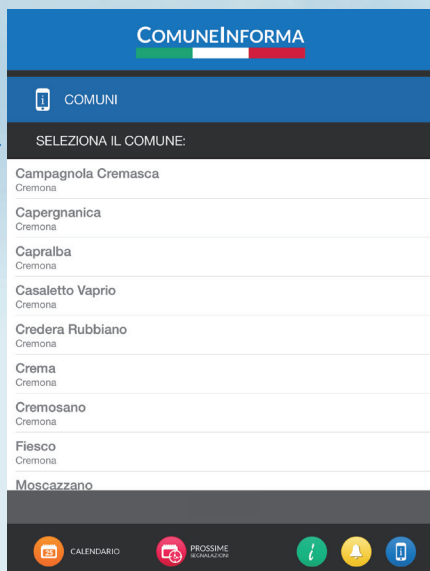 COMUNEINFORMA
COMUNI
SELEZIONA IL COMUNE:
Campagnola Cremasca
Cremona
Capergnanica
Cremona
Capralba
Cremona
Casaletto Vaprio
Cremona
Credera Rubbiano
Cremona
Crema
Cremona
Cremosano
Cremona
Fiesco
Cremona
Moscazzano
25 CALENDARIO
PROSSIME
SEGNALAZIONI
i
i